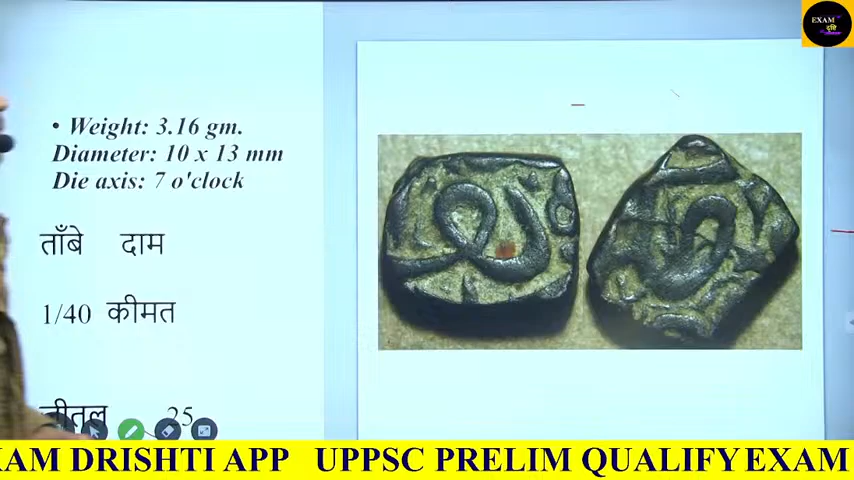 EXAM
दृष्टि
• Weight: 3.16 gm.
Diameter: 10 x 13 mm
Die axis: 7 o'clock
ताँबे दाम
1/40 कीमत
जीतल 25
AM DRISHTI APP UPPSC PRELIM QUALIFY EXAM